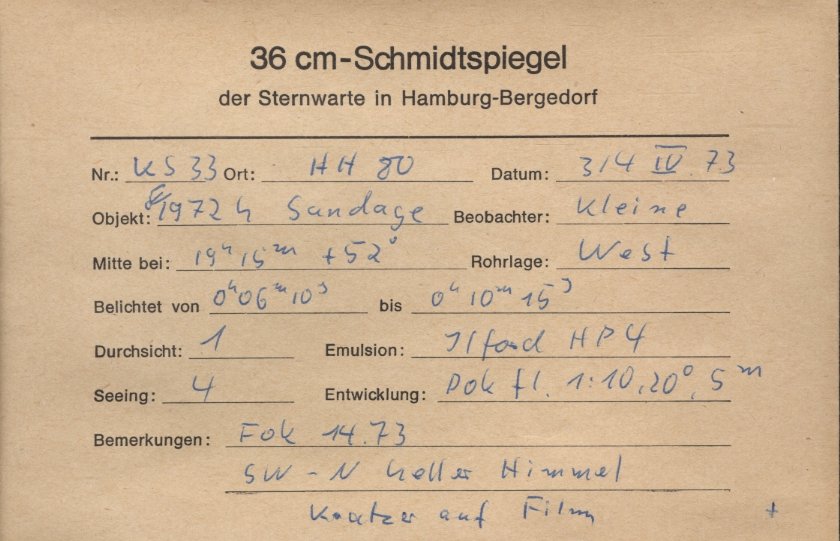 36 cm-Schmidtspiegel
der Sternwarte in Hamburg-Bergedorf
Nr.: KS 33 Ort: HH 80 Datum: 3/4 IV. 73
Objekt: 1972 h Sandage Beobachter: Kleine
Mitte bei: 19h 15m +52° Rohrlage: West
Belichtet von 0h 06m 10s bis 0h 10m 15s
Durchsicht: 1 Emulsion: Ilford HP4
Seeing: 4 Entwicklung: Dok fl. 1:10, 20°, 5m
Bemerkungen: Fok 14.73
SW - N heller Himmel
Kratzer auf Film +